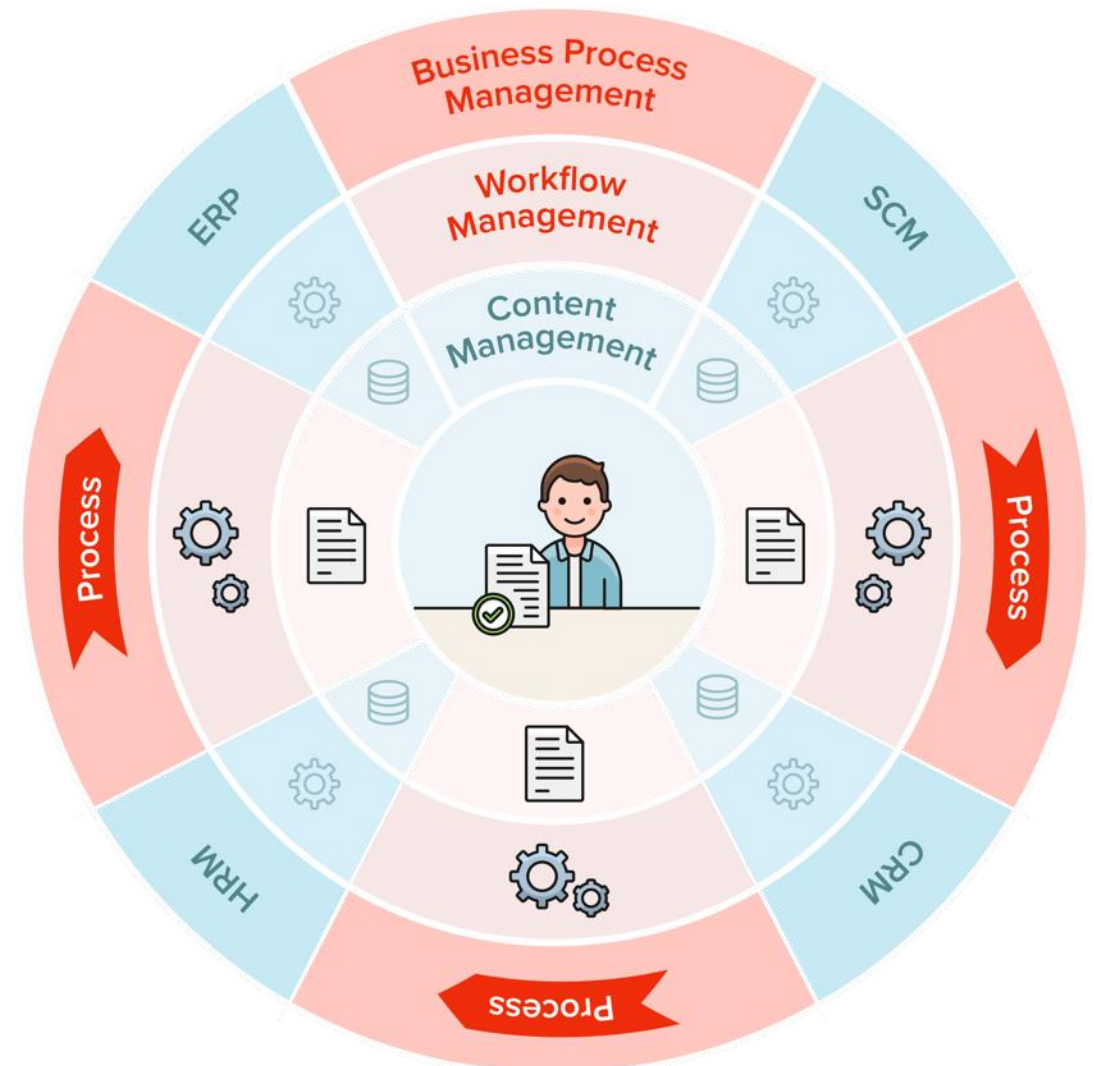 Business Process
Management
Workflow
Management
Content
Management
ERP
SCM
Process
Process
HRM
CRM
Process